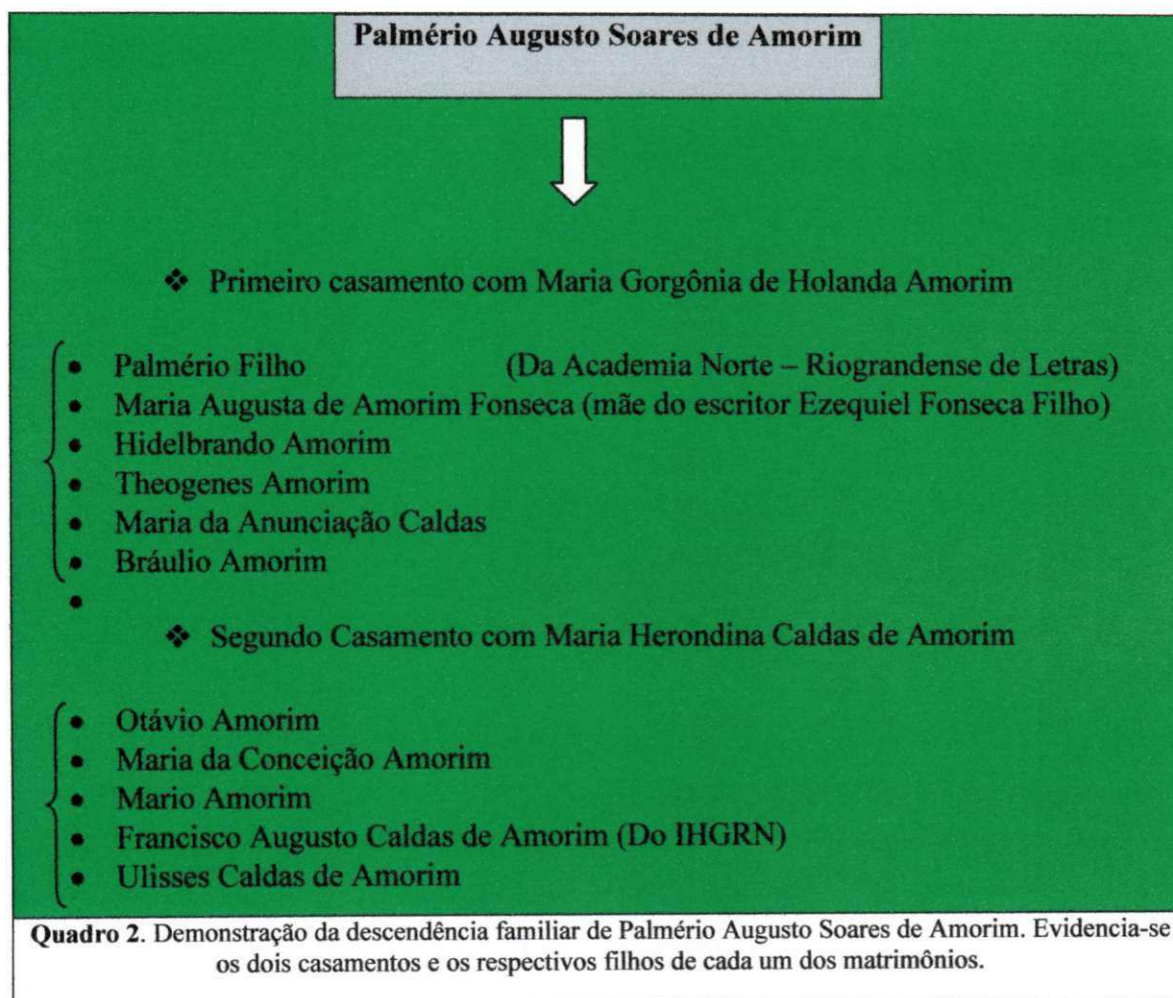 Palmério Augusto Soares de Amorim
❖ Primeiro casamento com Maria Gorgônia de Holanda Amorim
• Palmério Filho (Da Academia Norte – Riograndense de Letras)
• Maria Augusta de Amorim Fonseca (mãe do escritor Ezequiel Fonseca Filho)
• Hidelbrando Amorim
• Theogenes Amorim
• Maria da Anunciação Caldas
• Bráulio Amorim
•
❖ Segundo Casamento com Maria Herondina Caldas de Amorim
• Otávio Amorim
• Maria da Conceição Amorim
• Mario Amorim
• Francisco Augusto Caldas de Amorim (Do IHGRN)
• Ulisses Caldas de Amorim
Quadro 2. Demonstração da descendência familiar de Palmério Augusto Soares de Amorim. Evidencia-se
os dois casamentos e os respectivos filhos de cada um dos matrimônios.